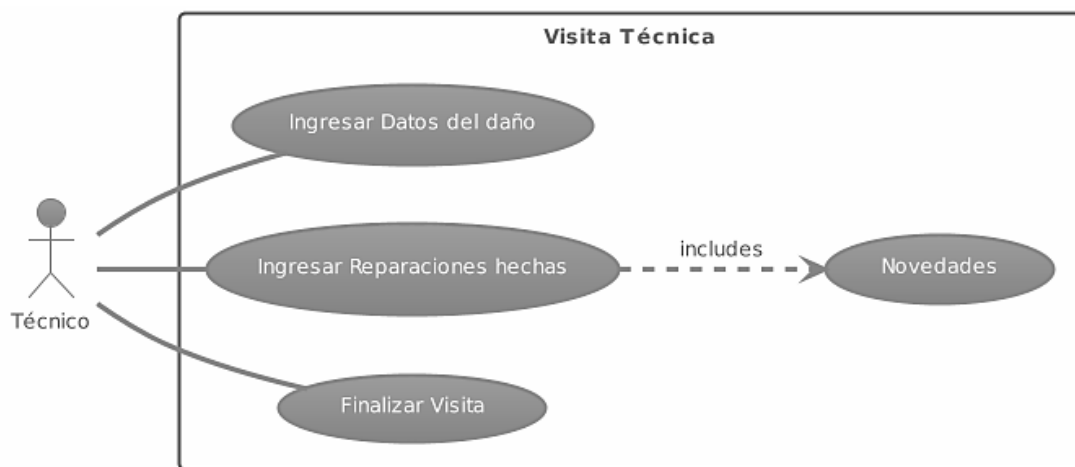 Visita Técnica
Ingresar Datos del daño
Ingresar Reparaciones hechas
includes
Novedades
Técnico
Finalizar Visita